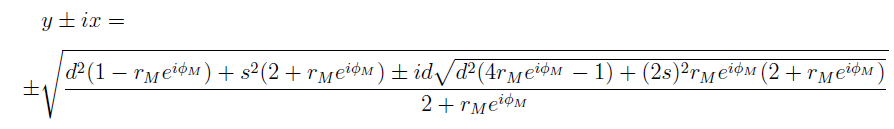 y ± ix =
± √( ( d²(1 − r_M e^{iϕ_M}) + s²(2 + r_M e^{iϕ_M}) ± id√( d²(4r_M e^{iϕ_M} − 1) + (2s)² r_M e^{iϕ_M}(2 + r_M e^{iϕ_M}) ) ) / ( 2 + r_M e^{iϕ_M} ) )